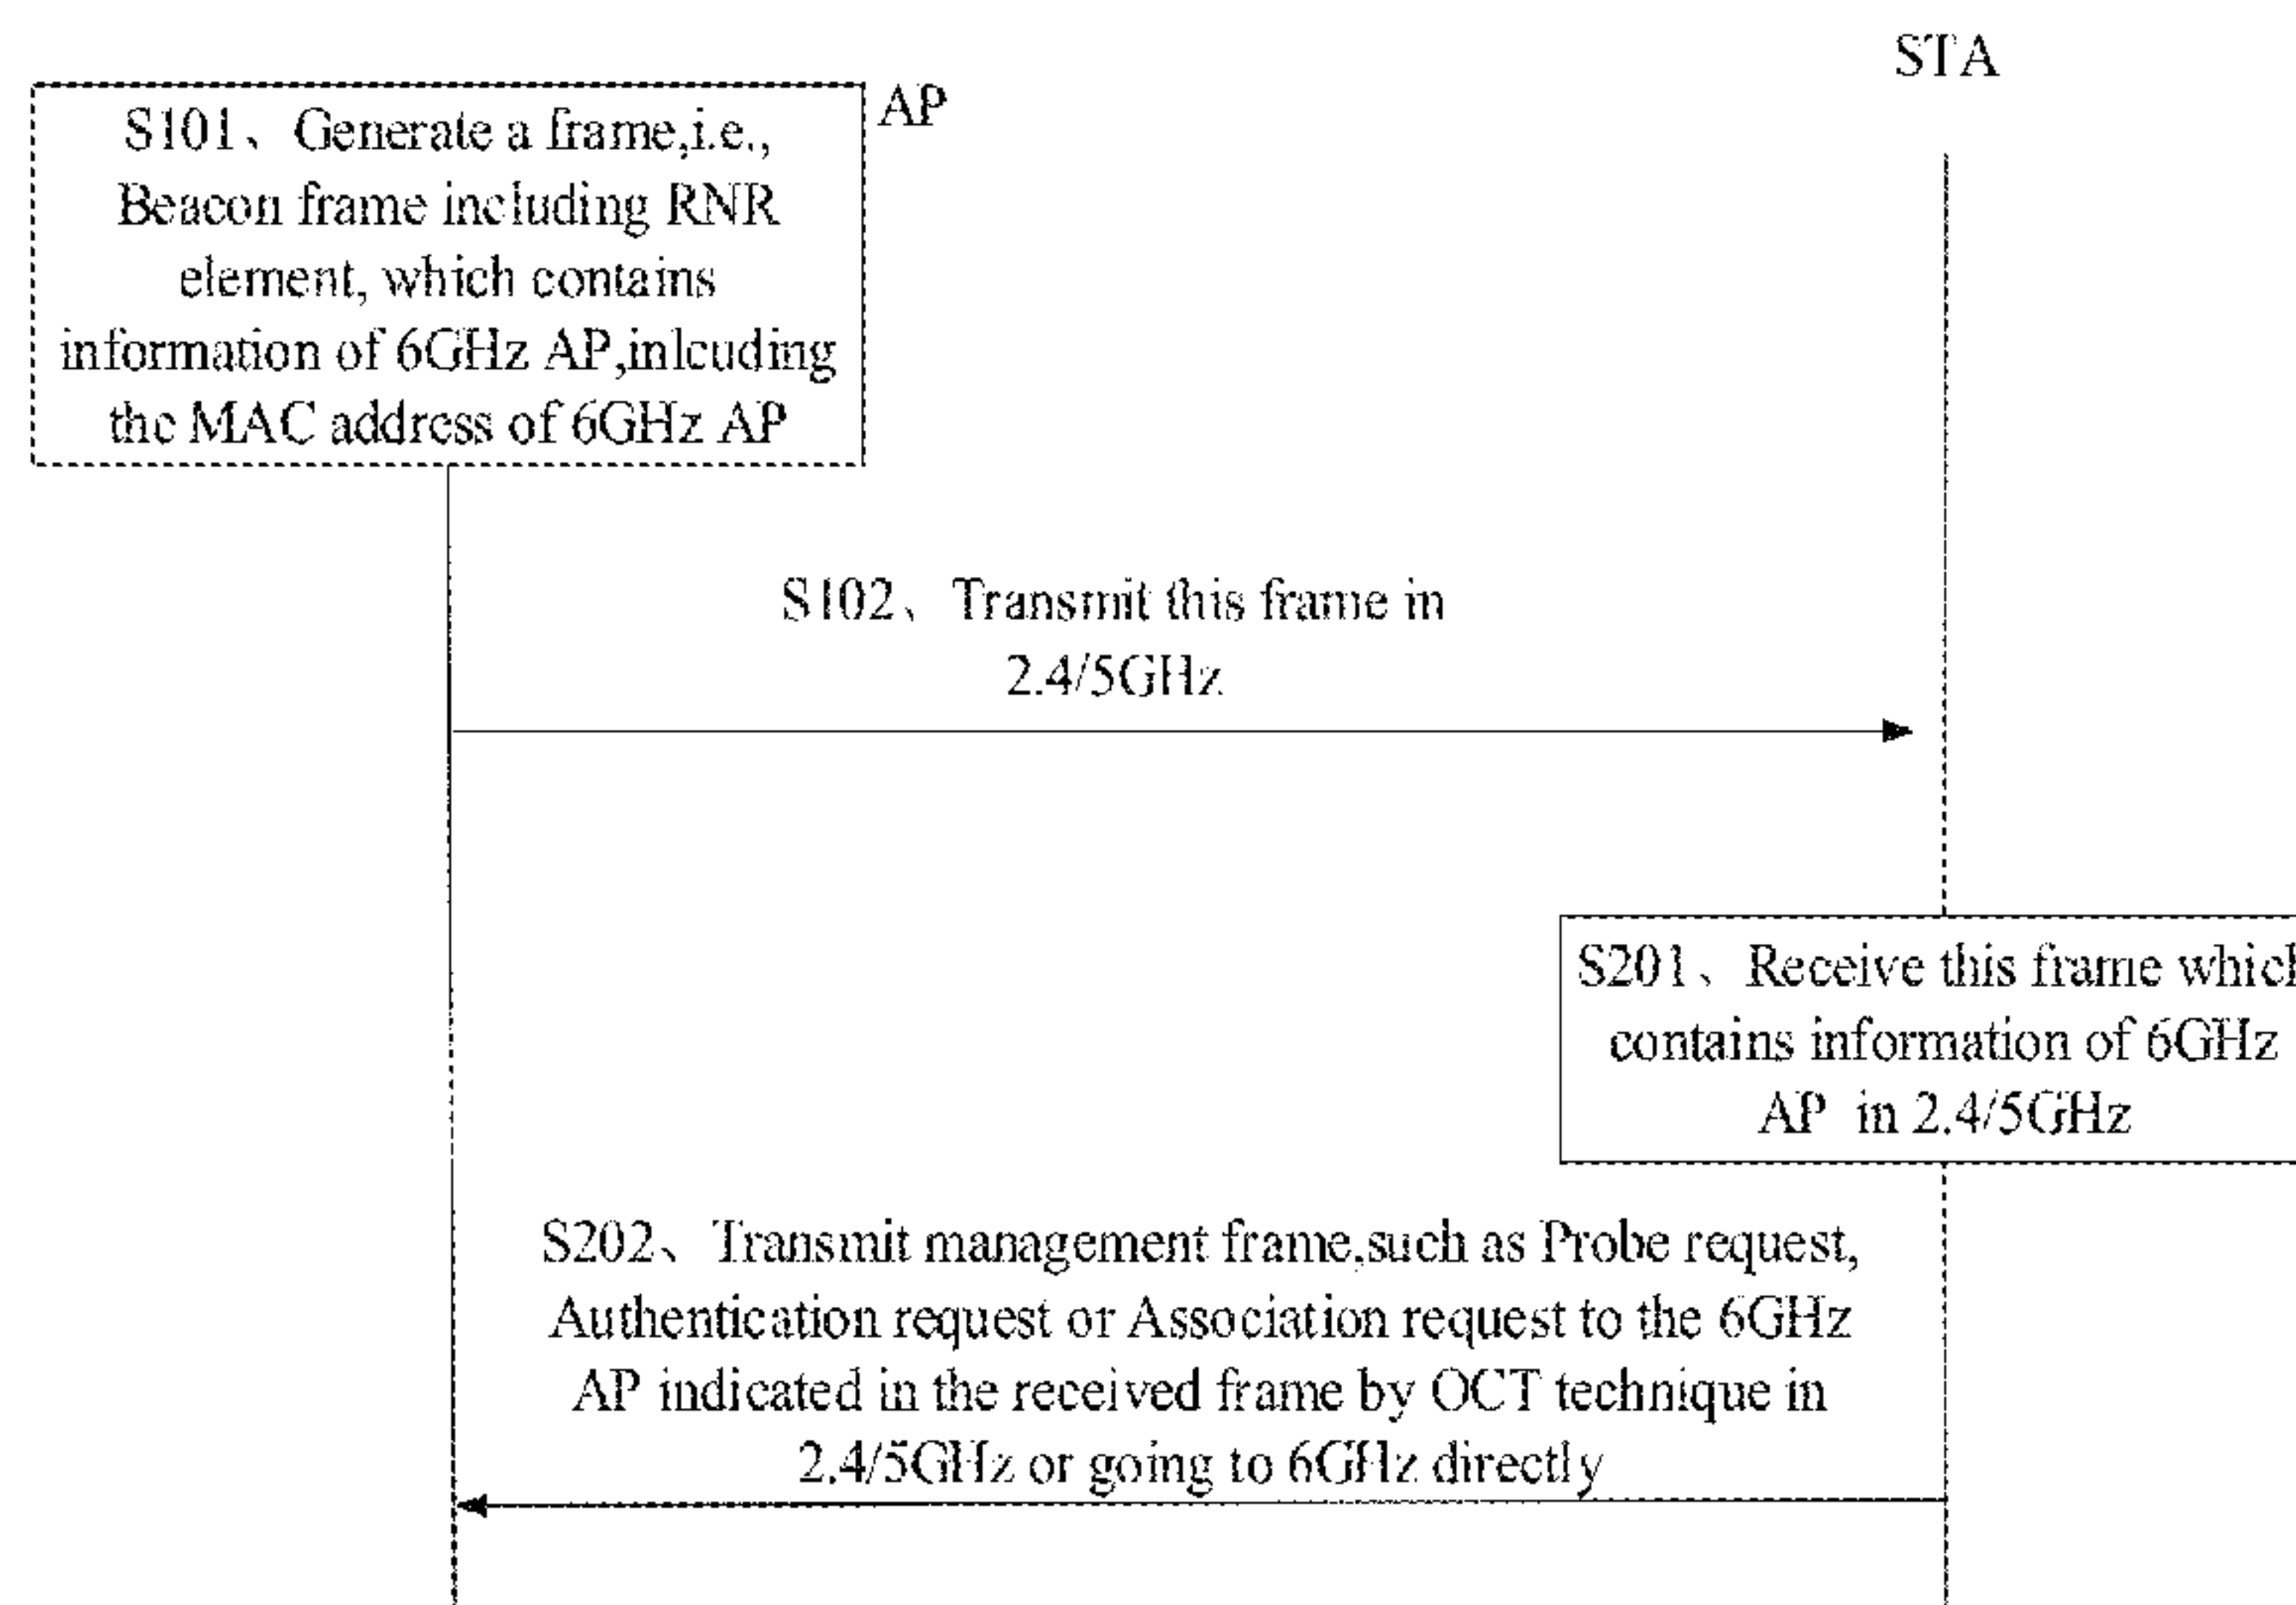 STA
AP
S101、Generate a frame,i.e.,
Beacon frame including RNR
element, which contains
information of 6GHz AP,inlcuding
the MAC address of 6GHz AP
S102、Transmit this frame in
2.4/5GHz
S201、Receive this frame which
contains information of 6GHz
AP in 2.4/5GHz
S202、Transmit management frame,such as Probe request,
Authentication request or Association request to the 6GHz
AP indicated in the received frame by OCT technique in
2.4/5GHz or going to 6GHz directly